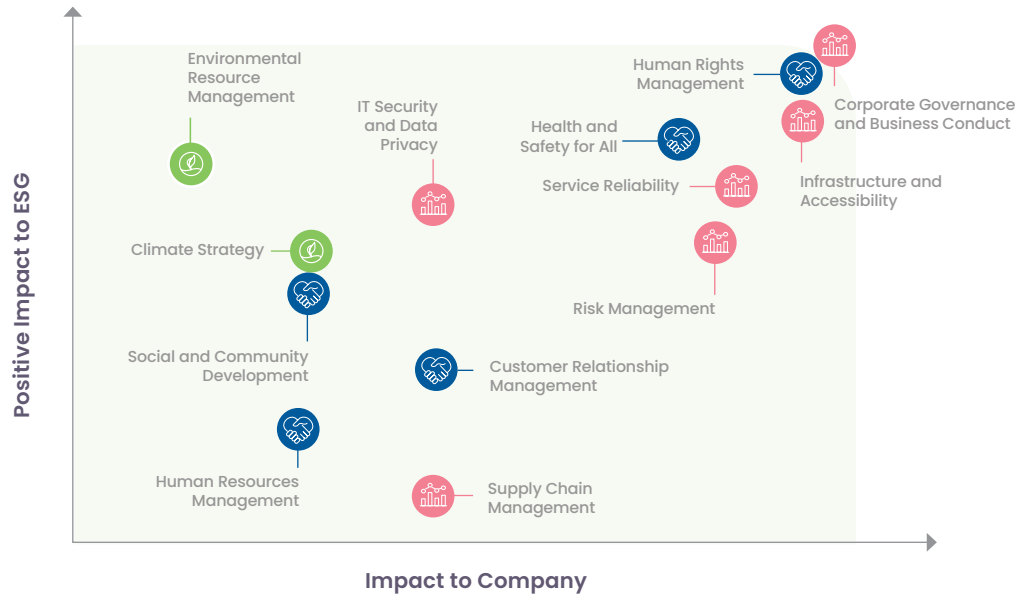 Environmental
Resource
Management
Human Rights
Management
IT Security
and Data
Privacy
Corporate Governance
and Business Conduct
Health and
Safety for All
Service Reliability
Infrastructure and
Accessibility
Climate Strategy
Risk Management
Social and Community
Development
Customer Relationship
Management
Human Resources
Management
Supply Chain
Management
Positive Impact to ESG
Impact to Company